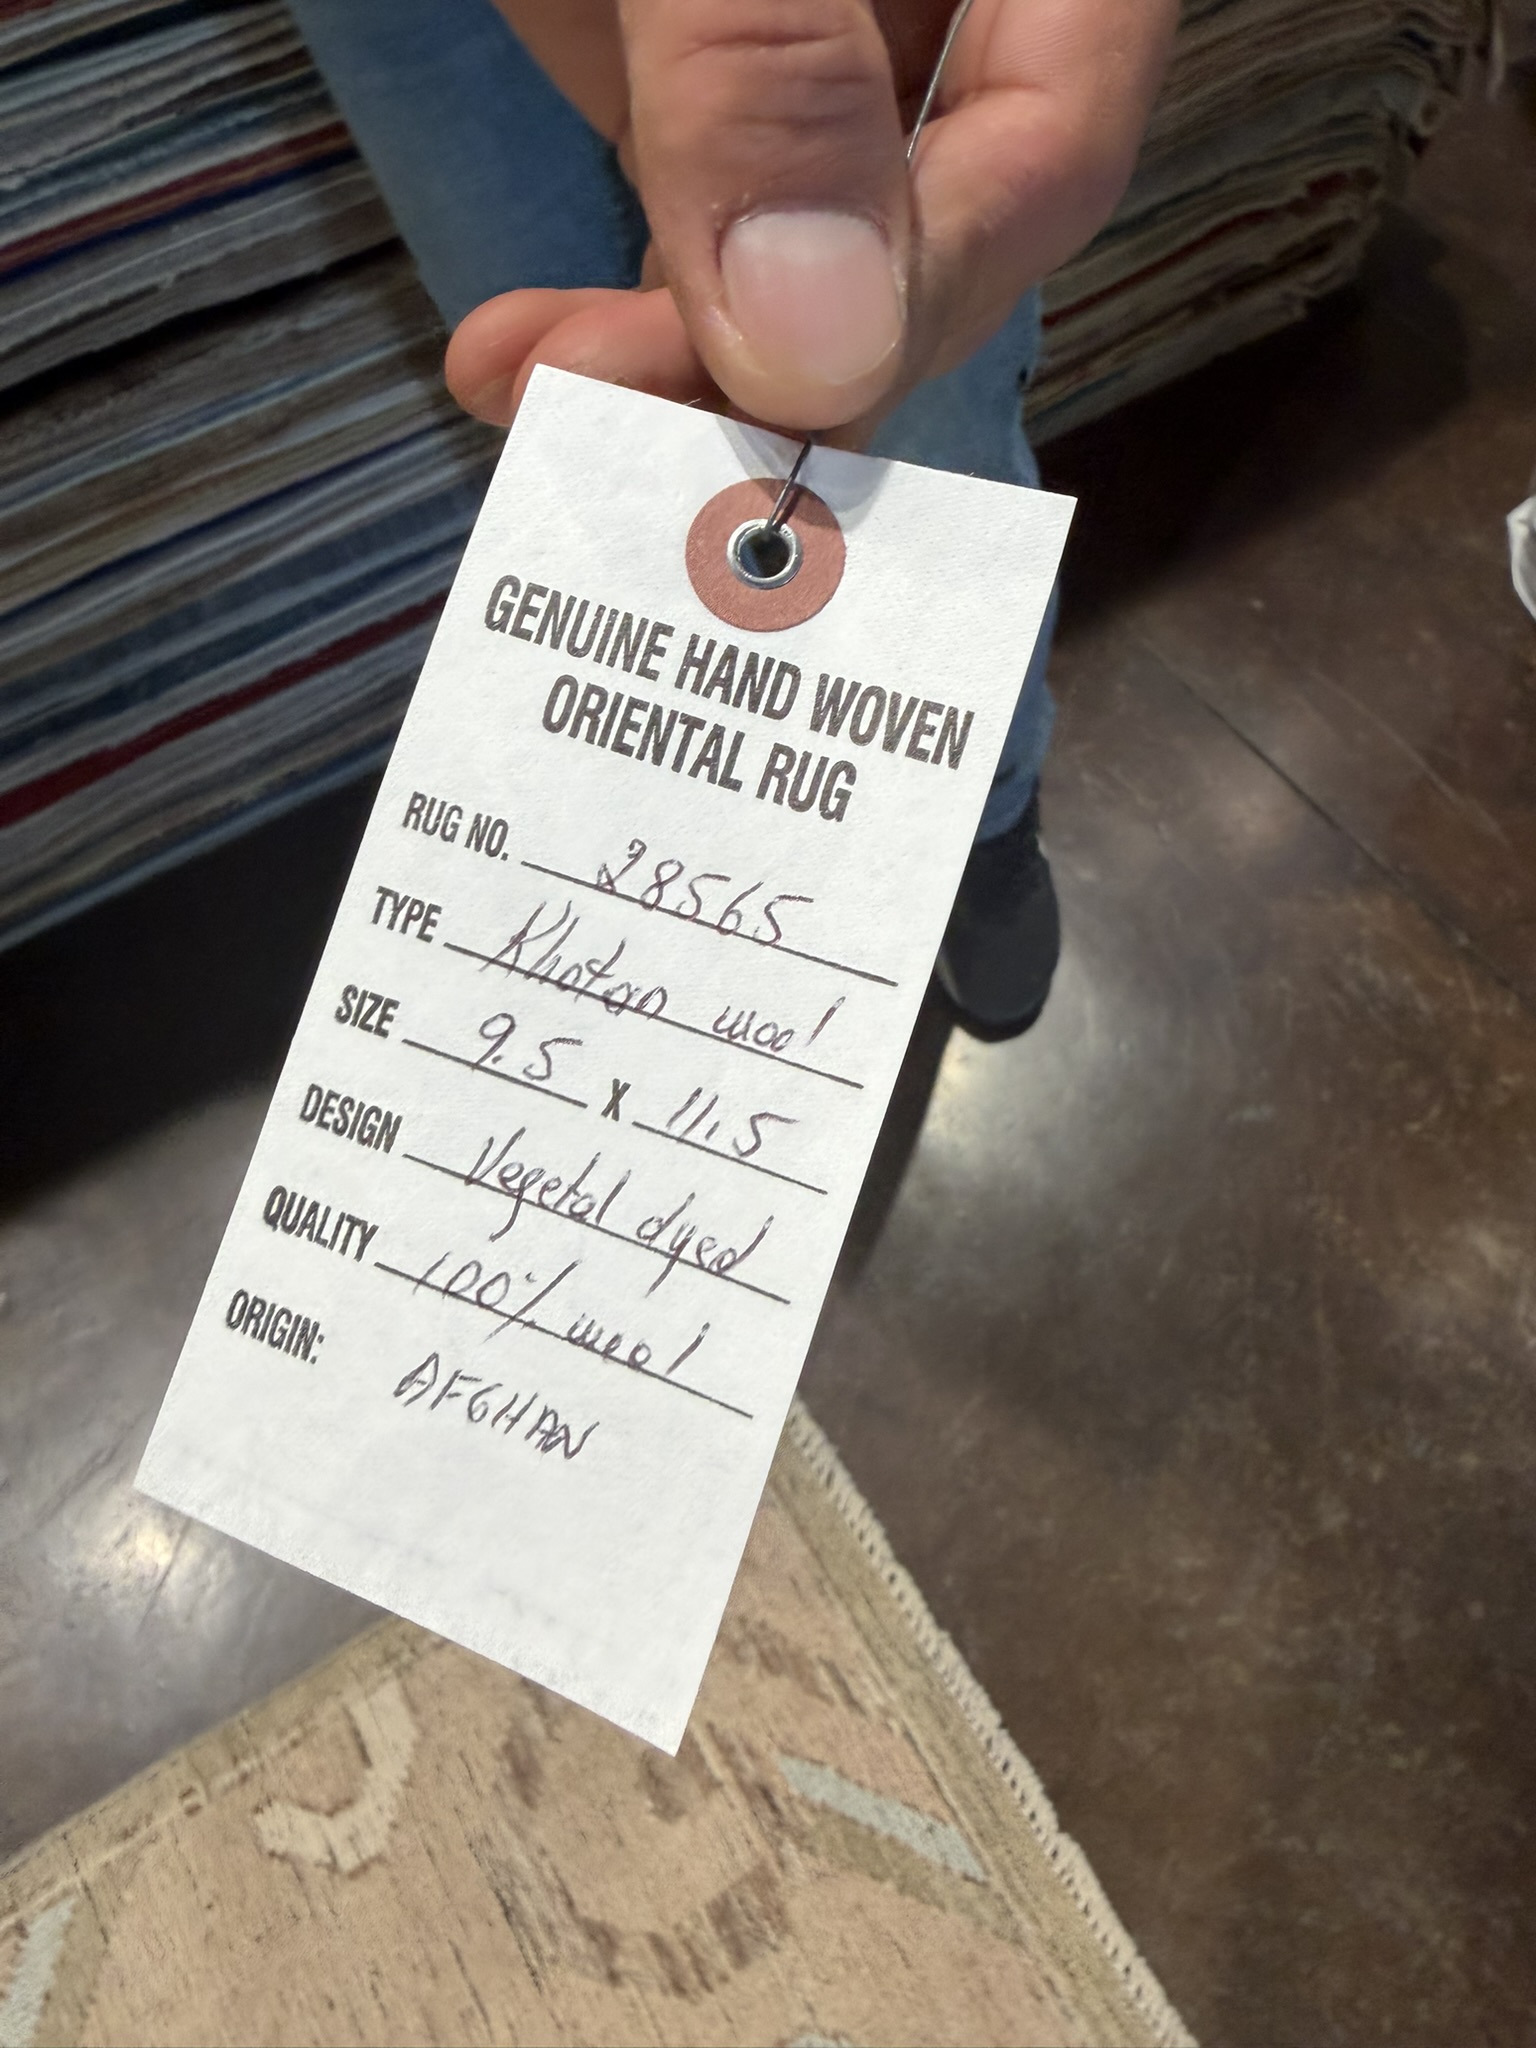 GENUINE HAND WOVEN
ORIENTAL RUG
RUG NO. 28565
TYPE Khotan wool
SIZE 9.5 X 11.5
DESIGN Vegetal dyed
QUALITY 100% wool
ORIGIN: AFGHAN